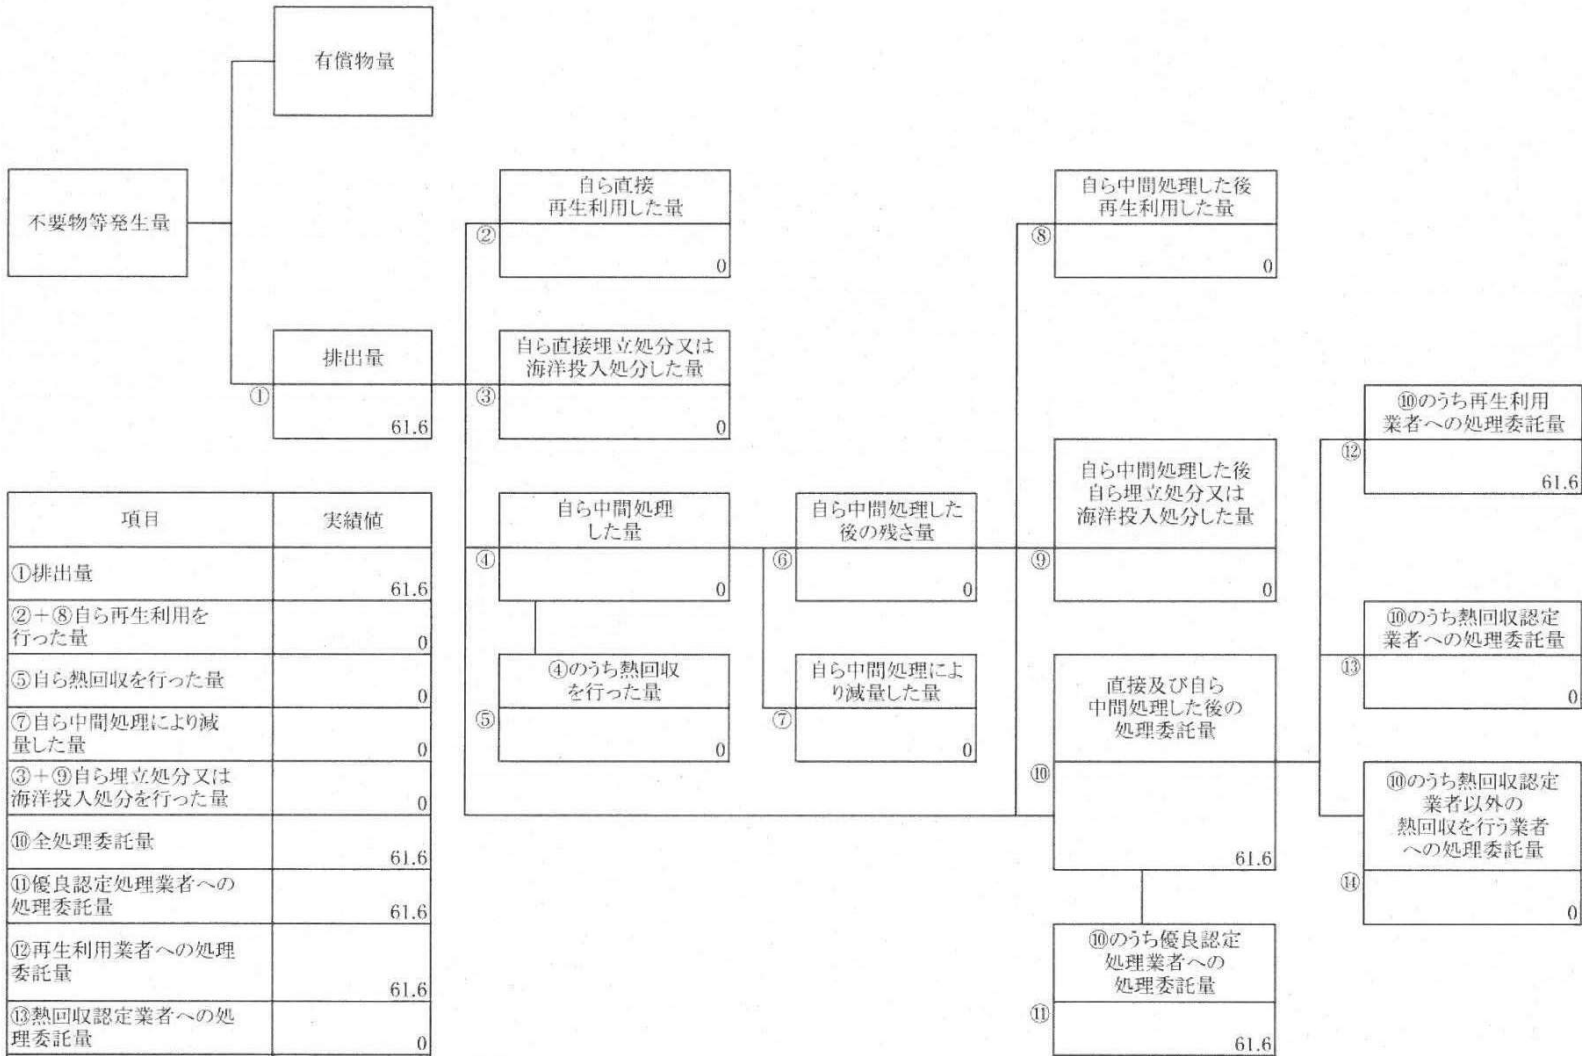 有償物量
不要物等発生量
自ら直接
再生利用した量
②
0
自ら中間処理した後
再生利用した量
⑧
0
排出量
①
61.6
自ら直接埋立処分又は
海洋投入処分した量
③
0
⑩のうち再生利用
業者への処理委託量
⑫
61.6
自ら中間処理
した量
④
0
自ら中間処理した
後の残さ量
⑥
0
自ら中間処理した後
自ら埋立処分又は
海洋投入処分した量
⑨
0
⑩のうち熱回収認定
業者への処理委託量
⑬
0
④のうち熱回収
を行った量
⑤
0
自ら中間処理によ
り減量した量
⑦
0
直接及び自ら
中間処理した後の
処理委託量
⑩
61.6
⑩のうち熱回収認定
業者以外の
熱回収を行う業者
への処理委託量
⑭
0
⑩のうち優良認定
処理業者への
処理委託量
⑪
61.6
項目 実績値
①排出量 61.6
②+⑧自ら再生利用を
行った量 0
⑤自ら熱回収を行った量 0
⑦自ら中間処理により減
量した量 0
③+⑨自ら埋立処分又は
海洋投入処分を行った量 0
⑩全処理委託量 61.6
⑪優良認定処理業者への
処理委託量 61.6
⑫再生利用業者への処理
委託量 61.6
⑬熱回収認定業者への処
理委託量 0